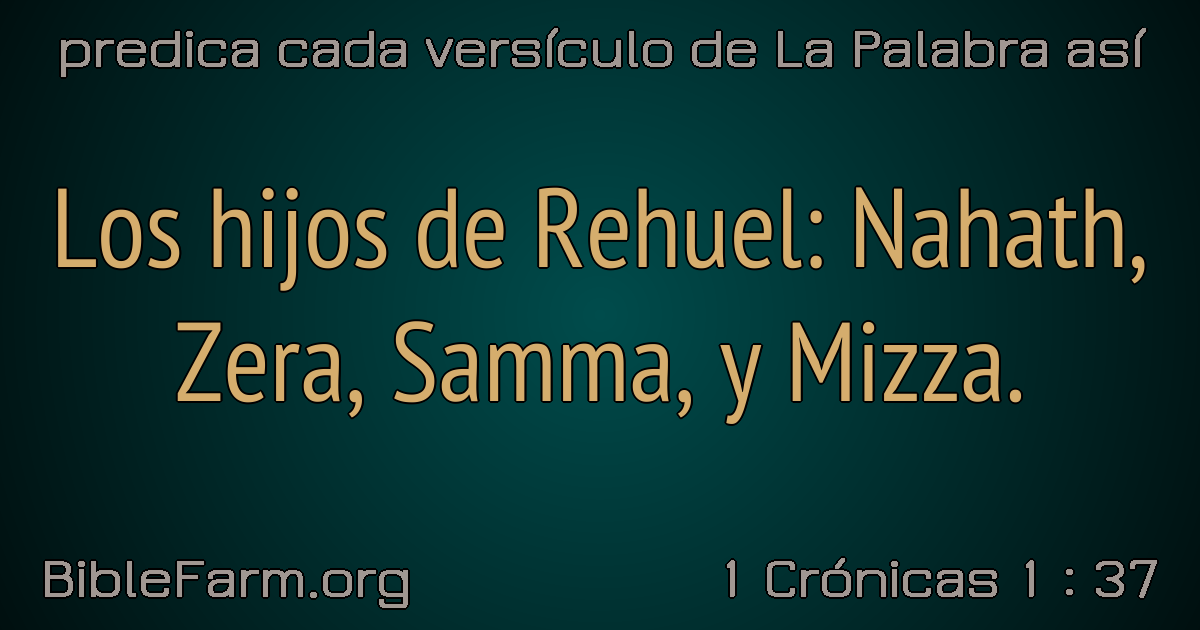 predica cada versículo de La Palabra así
Los hijos de Rehuel: Nahath,
Zera, Samma, y Mizza.
BibleFarm.org
1 Crónicas 1 : 37